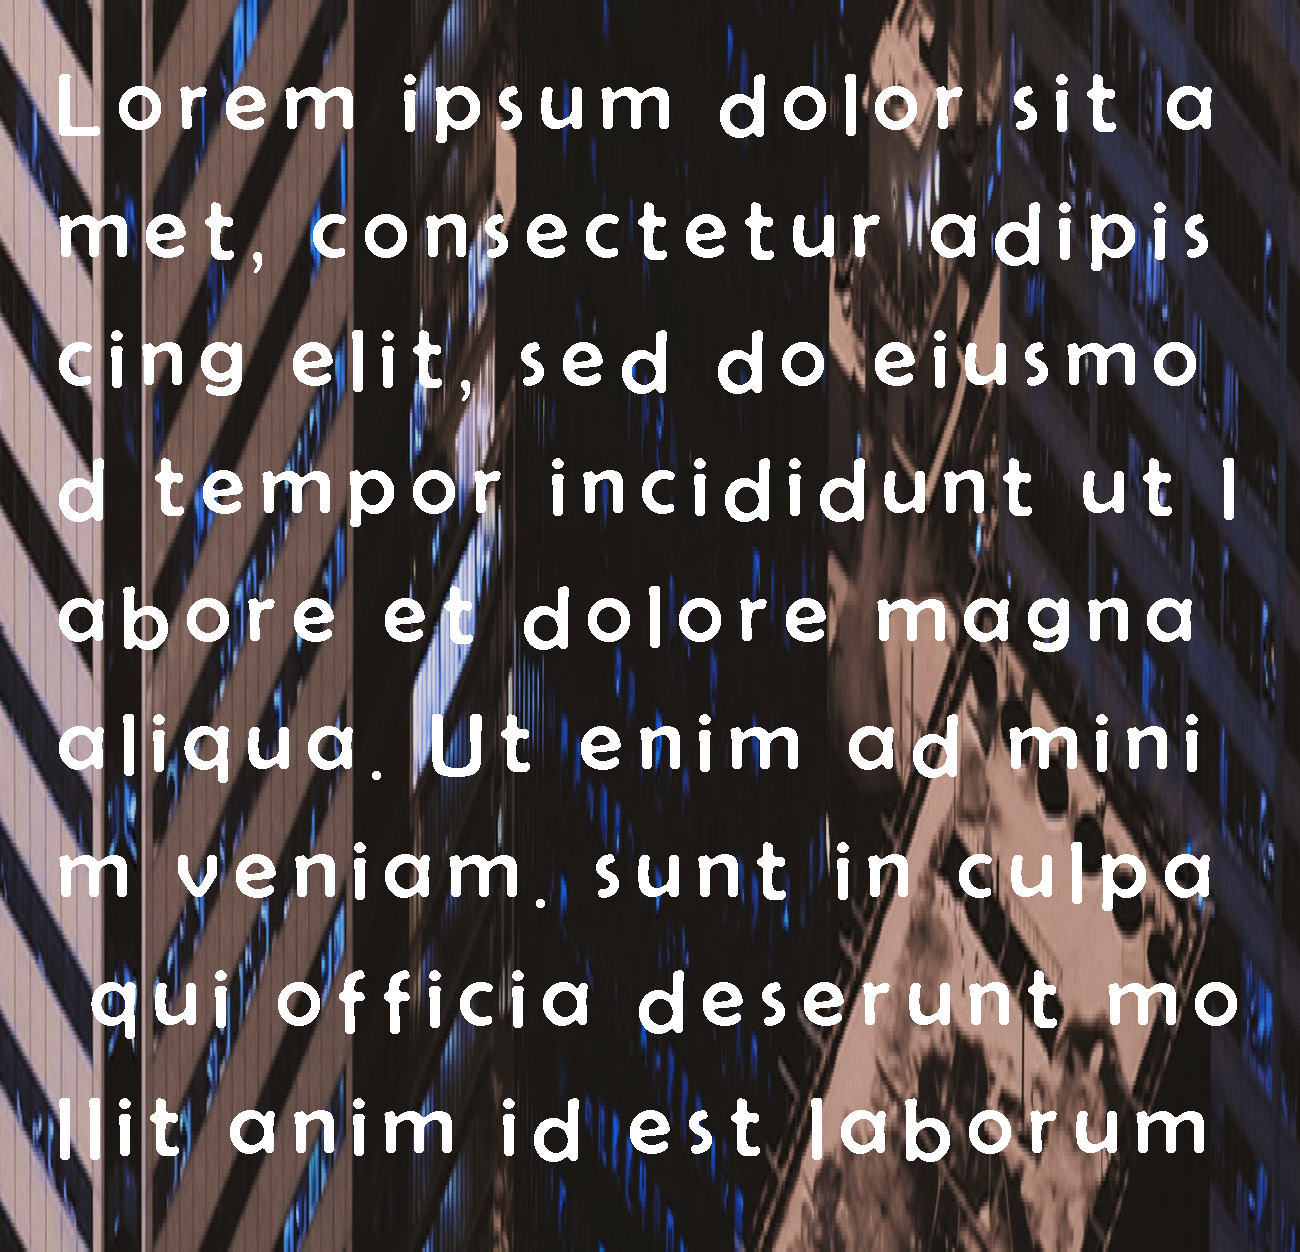 Lorem ipsum dolor sit a
met, consectetur adipis
cing elit, sed do eiusmo
d tempor incididunt ut l
abore et dolore magna
aliqua. Ut enim ad mini
m veniam. sunt in culpa
qui officia deserunt mo
llit anim id est laborum